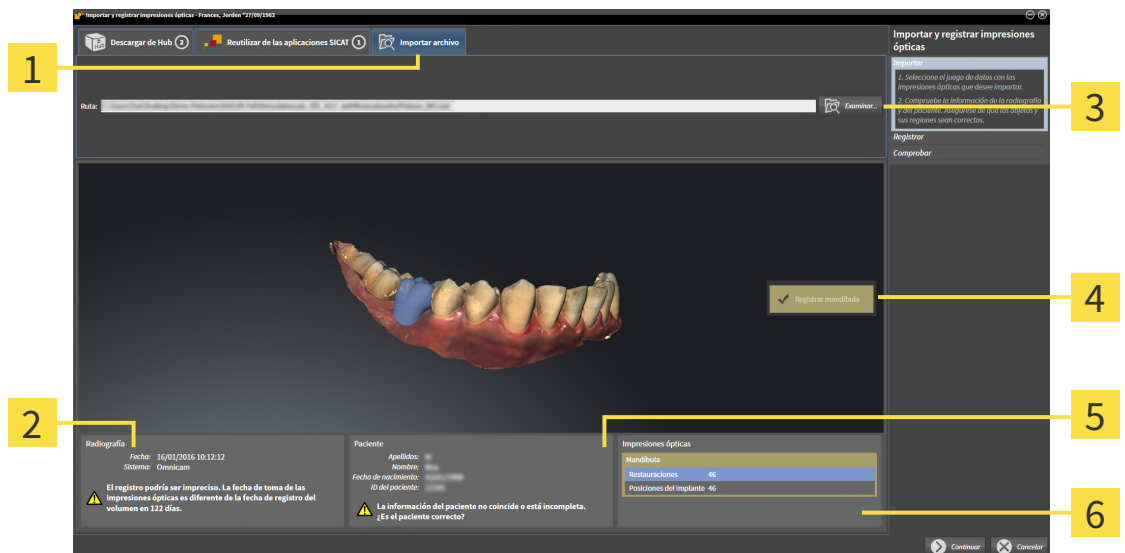 Importar y registrar impresiones ópticas - Frances, Jorden *27/09/1963
Descargar de Hub 2
Reutilizar de las aplicaciones SICAT 1
Importar archivo
1
Ruta:
Examinar...
3
Importar y registrar impresiones
ópticas
Importar
1. Seleccione el juego de datos con las
impresiones ópticas que desee importar.
2. Compruebe la información de la radiografía
y del paciente. Asegúrese de que los objetos y
sus regiones sean correctos.
Registrar
Comprobar
Registrar mandíbula
4
2
Radiografía
Fecha: 16/01/2016 10:12:12
Sistema: Omnicam
El registro podría ser impreciso. La fecha de toma de las
impresiones ópticas es diferente de la fecha de registro del
volumen en 122 días.
Paciente
Apellidos:
Nombre:
Fecha de nacimiento:
ID del paciente:
La información del paciente no coincide o está incompleta.
¿Es el paciente correcto?
5
Impresiones ópticas
Mandíbula
Restauraciones 46
Posiciones del implante 46
6
Continuar
Cancelar